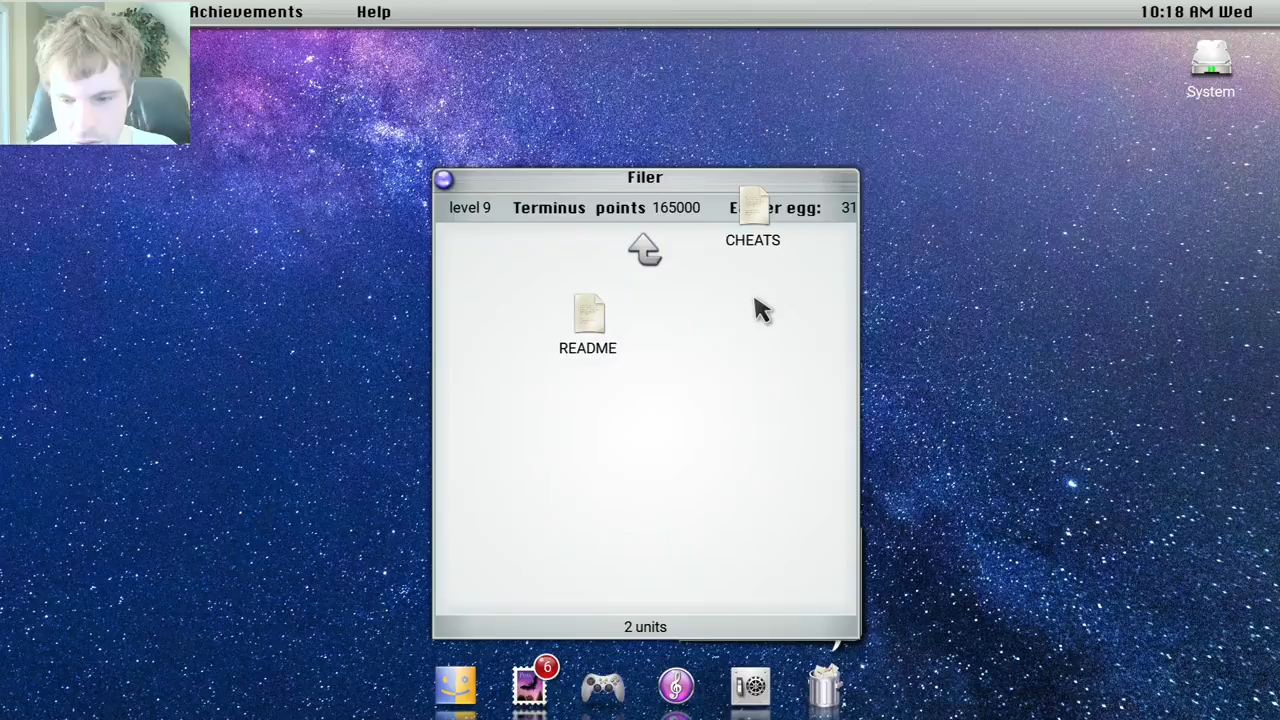 Achievements Help 10:18 AM Wed
System
Filer
level 9 Terminus points 165000 egg: 31
CHEATS
README
2 units
6